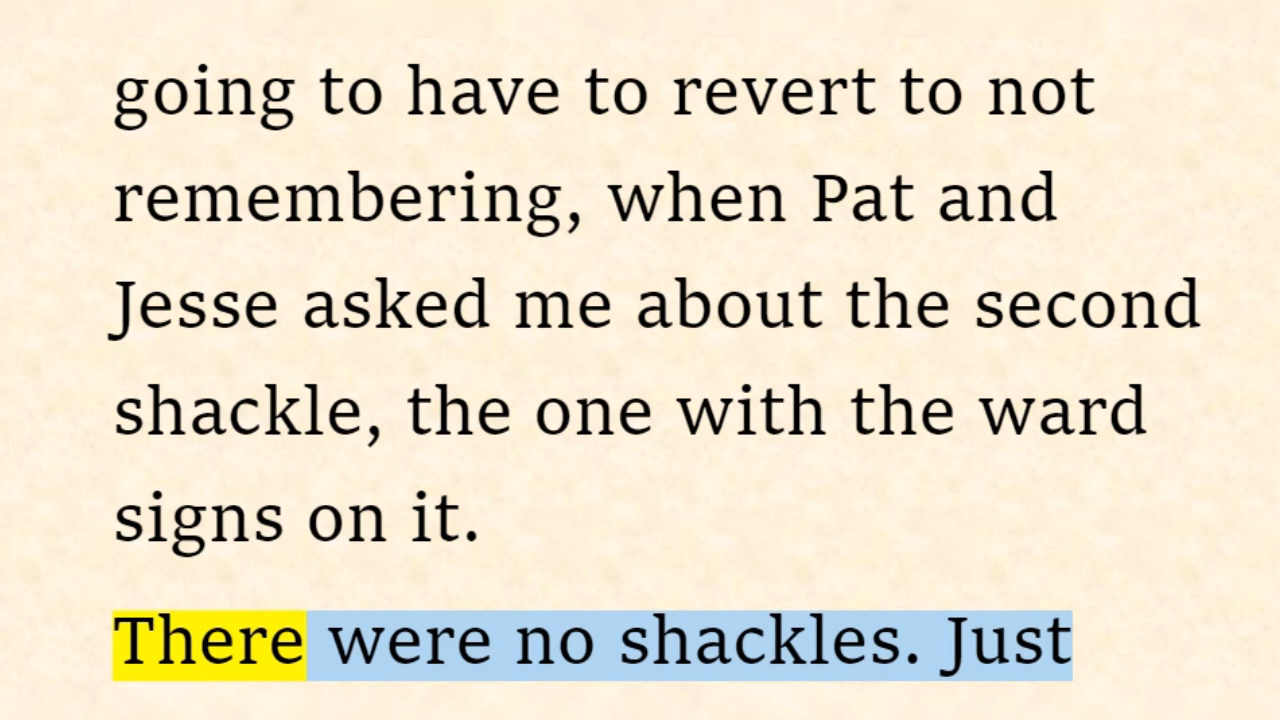 going to have to revert to not
remembering, when Pat and
Jesse asked me about the second
shackle, the one with the ward
signs on it.
There were no shackles. Just